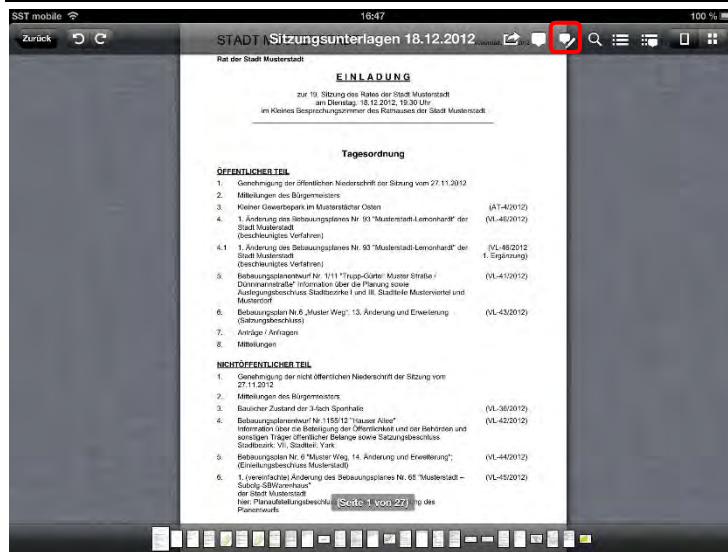 SST mobile 16:47 100 %
Zurück Sitzungsunterlagen 18.12.2012
STADT
Rat der Stadt Musterstadt
EINLADUNG
zur 19. Sitzung des Rates der Stadt Musterstadt
am Dienstag, 18.12.2012, 19.30 Uhr
im Kleines Besprechungszimmer des Rathauses der Stadt Musterstadt
Tagesordnung
ÖFFENTLICHER TEIL
1. Genehmigung der öffentlichen Niederschrift der Sitzung vom 27.11.2012
2. Mitteilungen des Bürgermeisters
3. Kleiner Gewerbepark im Musterstädter Osten (AT-4/2012)
4. 1. Änderung des Bebauungsplanes Nr. 93 "Musterstadt-Lemonhardt" der (VL-46/2012)
Stadt Musterstadt
(beschleunigtes Verfahren)
4.1 1. Änderung des Bebauungsplanes Nr. 93 "Musterstadt-Lemonhardt" der (VL-46/2012
Stadt Musterstadt 1. Ergänzung)
(beschleunigtes Verfahren)
5. Bebauungsplanentwurf Nr. 1/11 "Trupp-Gürtel: Muster Straße / (VL-41/2012)
Dünnmannstraße" Information über die Planung sowie
Auslegungsbeschluss Stadtbezirke I und III, Stadtteile Musterviertel und
Musterdorf
6. Bebauungsplan Nr.6 „Muster Weg", 13. Änderung und Erweiterung (VL-43/2012)
(Satzungsbeschluss)
7. Anträge / Anfragen
8. Mitteilungen
NICHTÖFFENTLICHER TEIL
1. Genehmigung der nicht öffentlichen Niederschrift der Sitzung vom
27.11.2012
2. Mitteilungen des Bürgermeisters
3. Baulicher Zustand der 3-fach Sporthalle (VL-36/2012)
4. Bebauungsplanentwurf Nr.1155/12 "Hauser Allee" (VL-42/2012)
Information über die Beteiligung der Öffentlichkeit und der Behörden und
sonstigen Träger öffentlicher Belange sowie Satzungsbeschluss
Stadtbezirk: VII, Stadtteil: Yark
5. Bebauungsplan Nr. 6 "Muster Weg, 14. Änderung und Erweiterung"; (VL-44/2012)
(Einleitungsbeschluss Musterstadt)
6. 1. (vereinfachte) Änderung des Bebauungsplanes Nr. 65 "Musterstadt – (VL-45/2012)
Subolg-SBWarenhaus"
der Stadt Musterstadt
hier: Planaufstellungsbeschlu (Seite 1 von 27) ng des
Planentwurfs